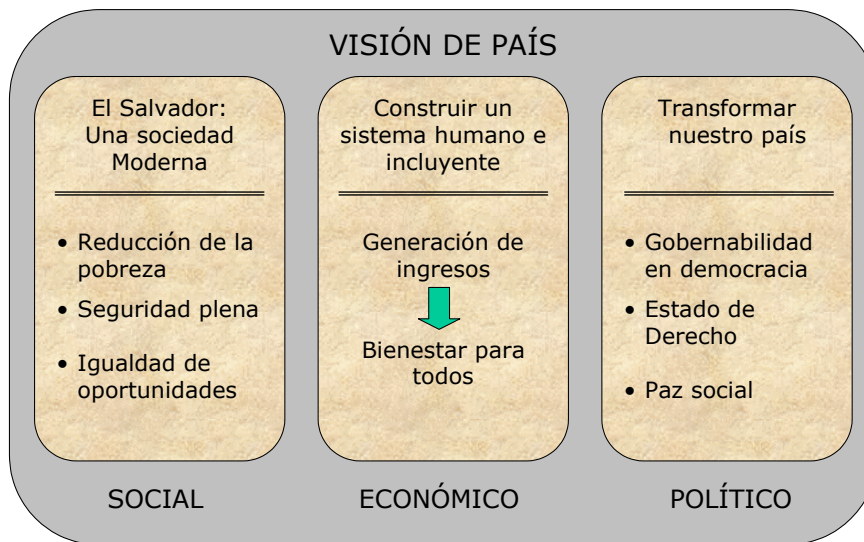 VISIÓN DE PAÍS
El Salvador:
Una sociedad
Moderna
• Reducción de la
pobreza
• Seguridad plena
• Igualdad de
oportunidades
SOCIAL
Construir un
sistema humano e
incluyente
Generación de
ingresos
Bienestar para
todos
ECONÓMICO
Transformar
nuestro país
• Gobernabilidad
en democracia
• Estado de
Derecho
• Paz social
POLÍTICO